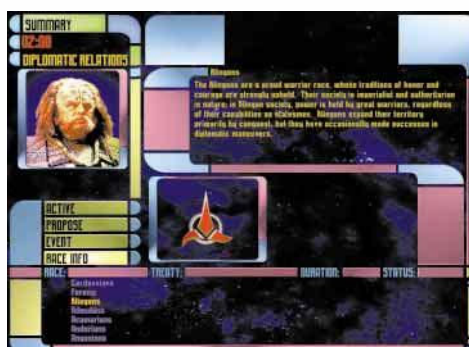 SUMMARY
02:00
DIPLOMATIC RELATIONS
Klingons
The Klingons are a proud warrior race, whose traditions of honor and
courage are strongly upheld. Their society is imperialist and authoritarian
in nature; in Klingon society, power is held by great warriors, regardless
of their capabilities as statesmen. Klingons expand their territory
primarily by conquest, but they have occasionally made successes in
diplomatic maneuvers.
ACTIVE
PROPOSE
EVENT
RACE INFO
RACE: TREATY: DURATION: STATUS:
Cardassians
Ferengi
Klingons
Acamarians
Andorians